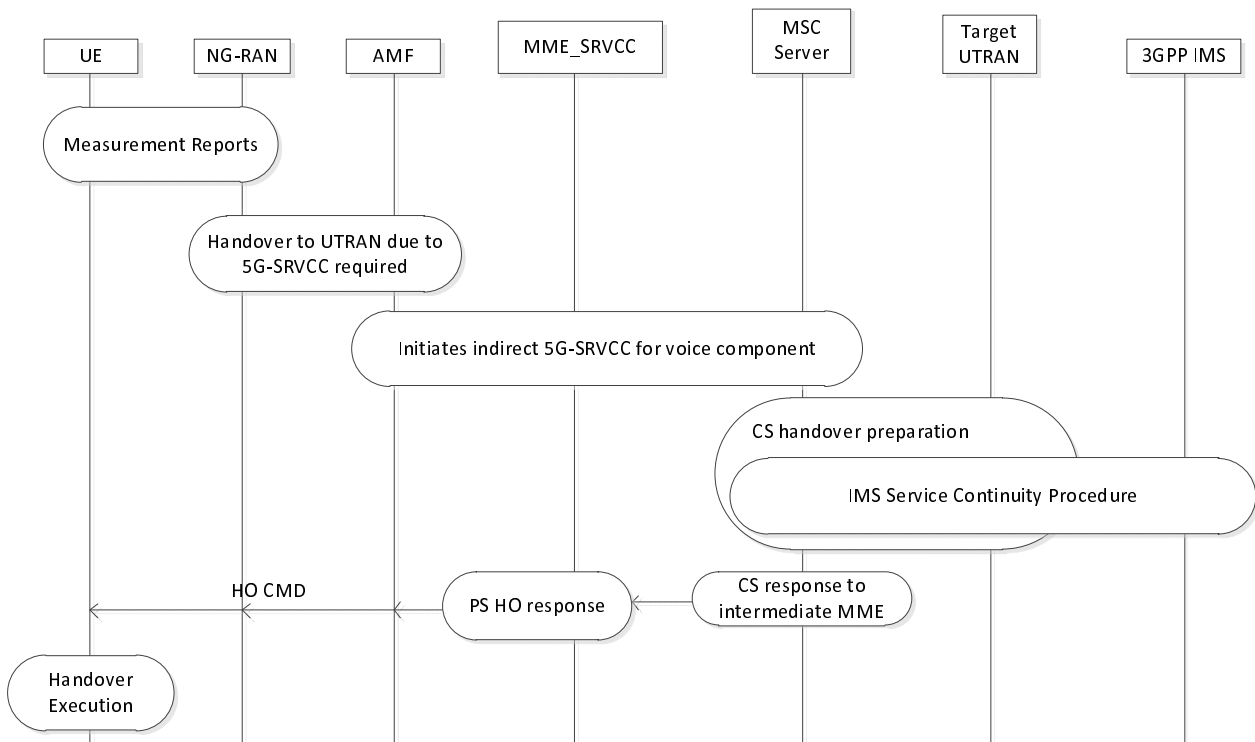 UE
NG-RAN
AMF
MME_SRVCC
MSC
Server
Target
UTRAN
3GPP IMS
Measurement Reports
Handover to UTRAN due to
5G-SRVCC required
Initiates indirect 5G-SRVCC for voice component
CS handover preparation
IMS Service Continuity Procedure
HO CMD
PS HO response
CS response to
intermediate MME
Handover
Execution